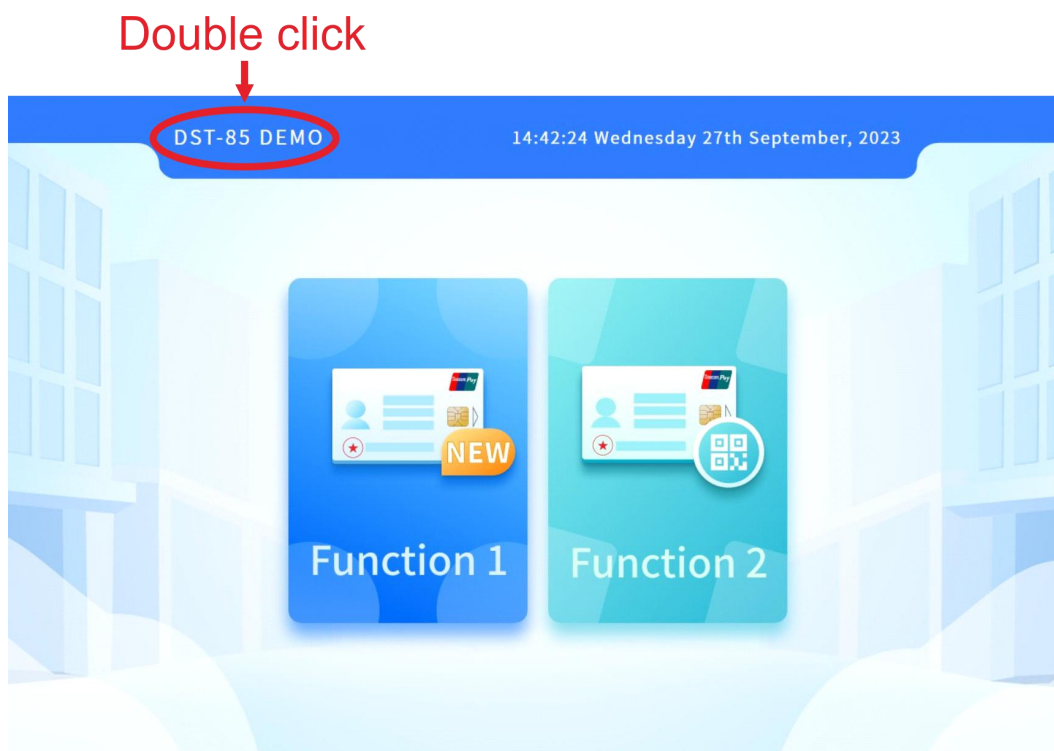 Double click
DST-85 DEMO
14:42:24 Wednesday 27th September, 2023
NEW
Function 1
Function 2